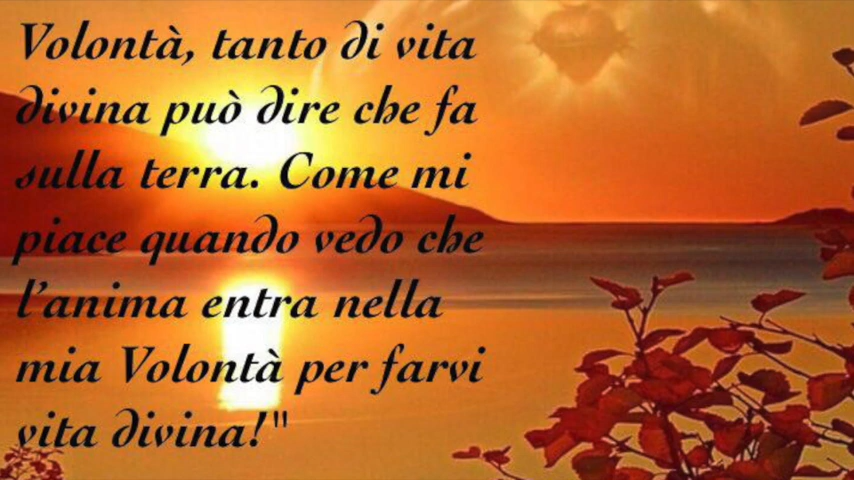 Volontà, tanto di vita
divina può dire che fa
sulla terra. Come mi
piace quando vedo che
l'anima entra nella
mia Volontà per farvi
vita divina!"